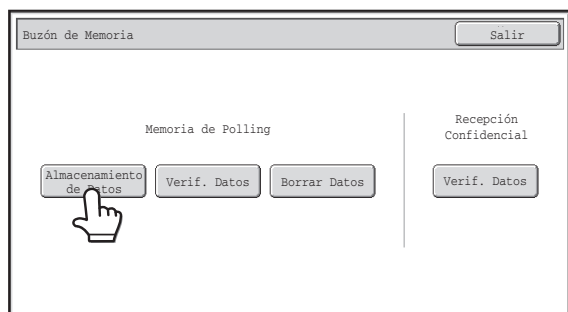 Buzón de Memoria
Salir
Memoria de Polling
Recepción
Confidencial
Almacenamiento
de Datos
Verif. Datos
Borrar Datos
Verif. Datos